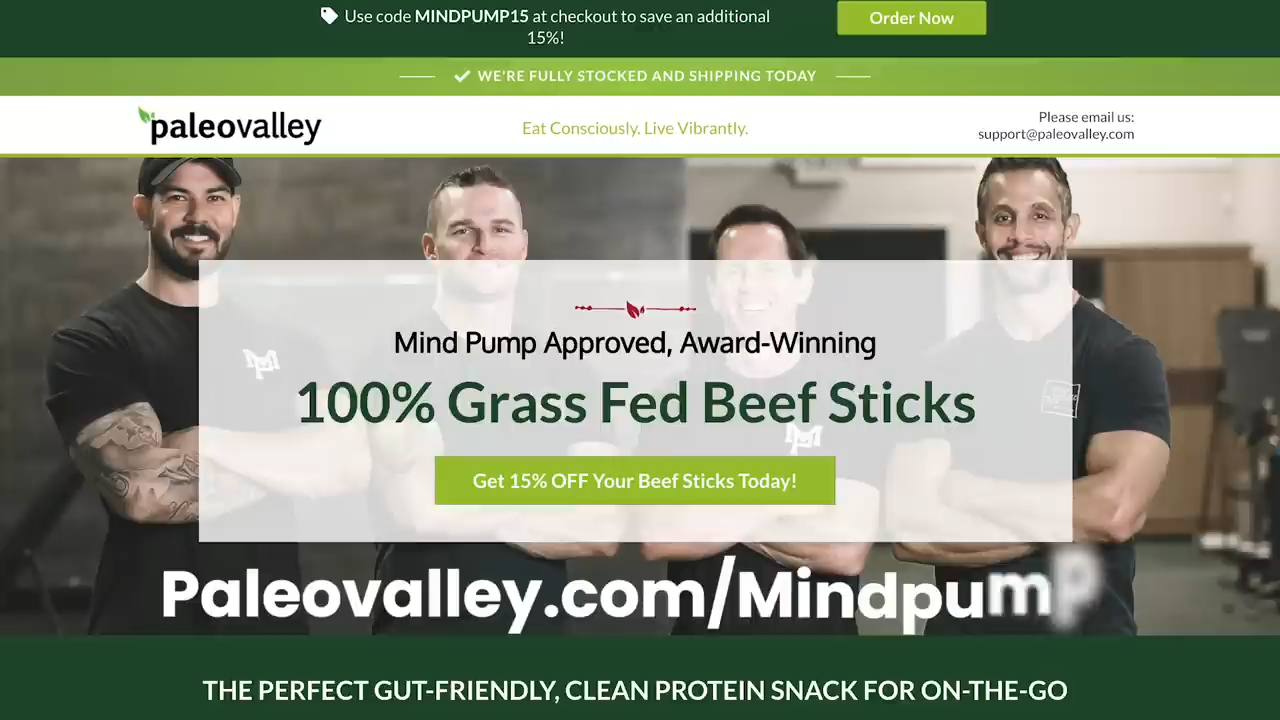 Use code MINDPUMP15 at checkout to save an additional
15%!
Order Now
WE'RE FULLY STOCKED AND SHIPPING TODAY
paleovalley
Eat Consciously. Live Vibrantly.
Please email us:
support@paleovalley.com
Mind Pump Approved, Award-Winning
100% Grass Fed Beef Sticks
Get 15% OFF Your Beef Sticks Today!
Paleovalley.com/Mindpump
THE PERFECT GUT-FRIENDLY, CLEAN PROTEIN SNACK FOR ON-THE-GO